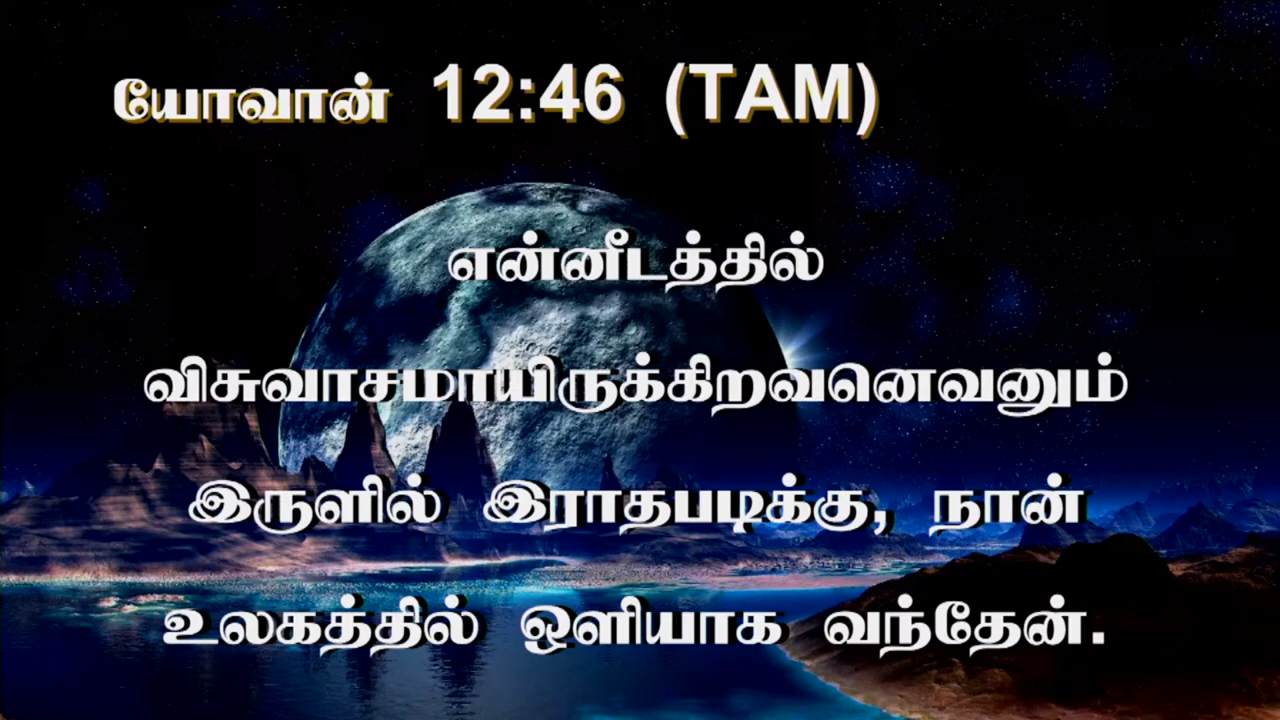 யோவான் 12:46 (TAM)
என்னீடத்தில்
விசுவாசமாயிருக்கிறவனெவனும்
இருளில் இராதபடிக்கு, நான்
உலகத்தில் ஒளியாக வந்தேன்.